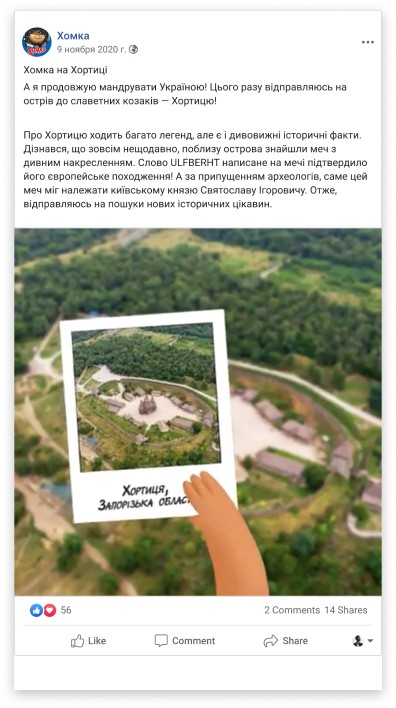 Хомка
9 ноября 2020 г.
Хомка на Хортиці
А я продовжую мандрувати Україною! Цього разу відправляюсь на
острів до славетних козаків — Хортицю!
Про Хортицю ходить багато легенд, але є і дивовижні історичні факти.
Дізнався, що зовсім нещодавно, поблизу острова знайшли меч з
дивним накресленням. Слово ULFBERHT написане на мечі підтвердило
його європейське походження! А за припущенням археологів, саме цей
меч міг належати київському князю Святославу Ігоровичу. Отже,
відправляюсь на пошуки нових історичних цікавин.
Хортиця,
Запорізька
56
2 Comments 14 Shares
Like Comment Share